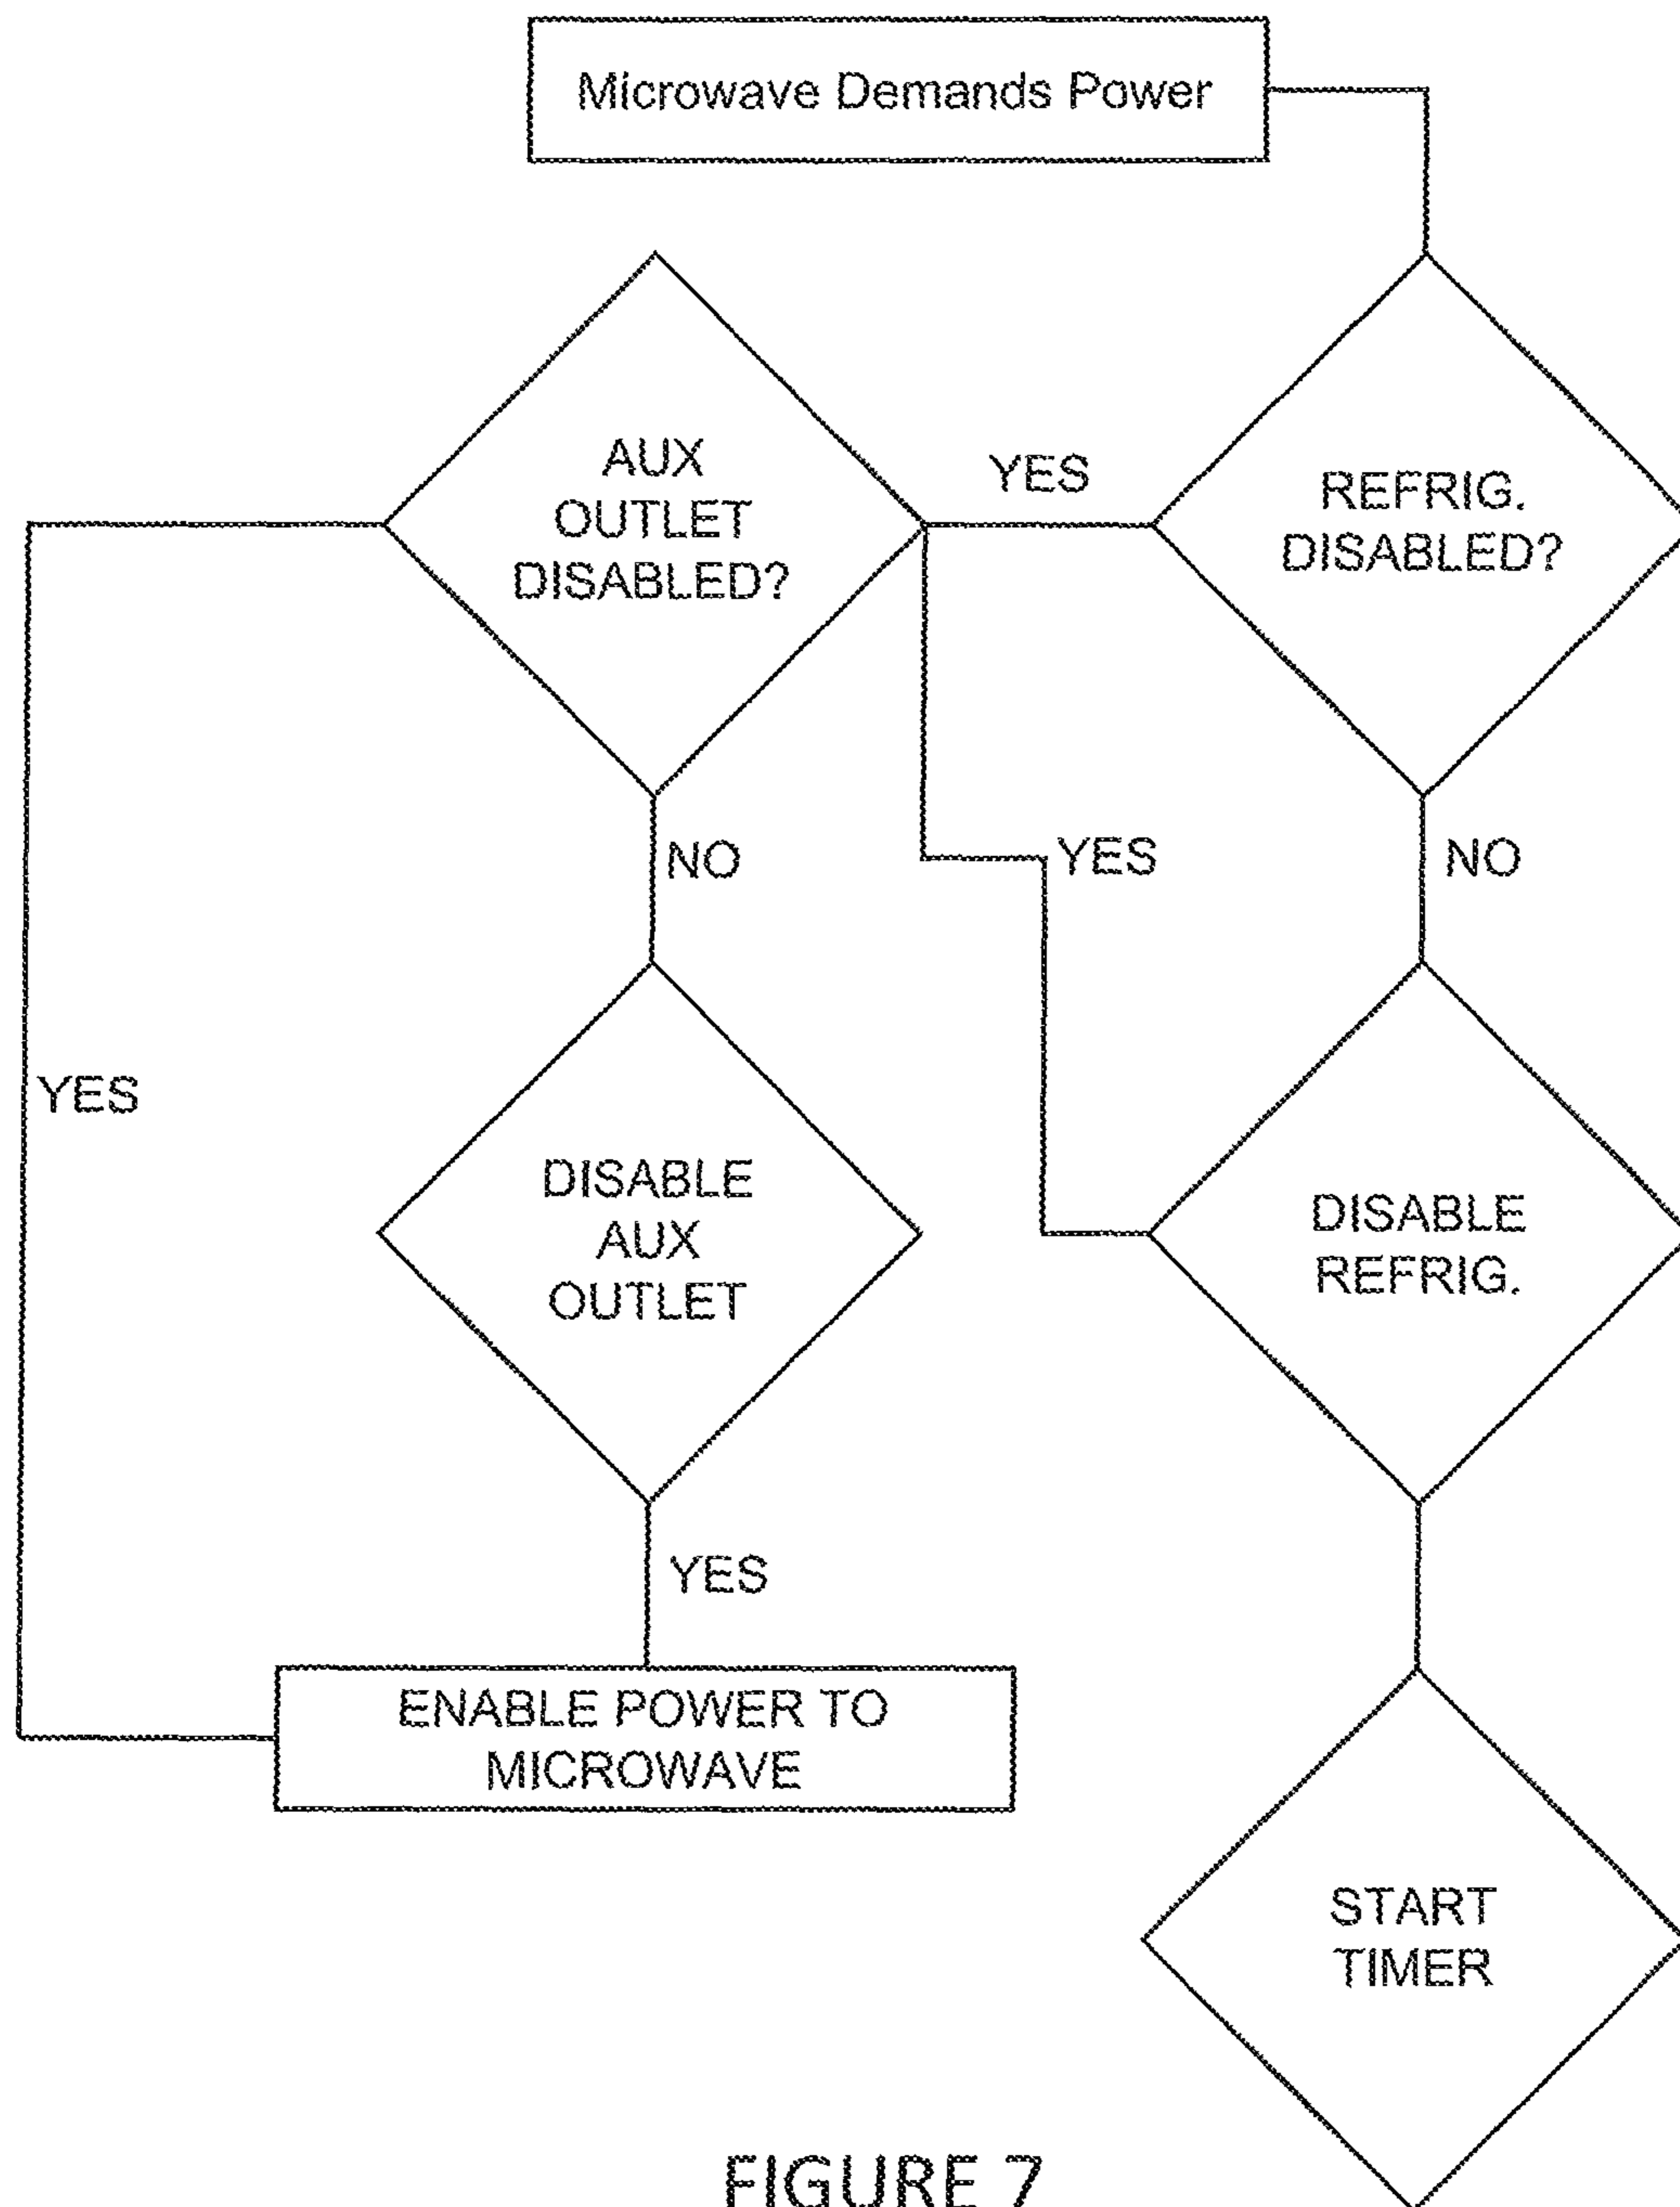 Microwave Demands Power
AUX
OUTLET
DISABLED?
YES
REFRIG.
DISABLED?
NO
YES
NO
YES
DISABLE
AUX
OUTLET
DISABLE
REFRIG.
YES
ENABLE POWER TO
MICROWAVE
START
TIMER
FIGURE 7